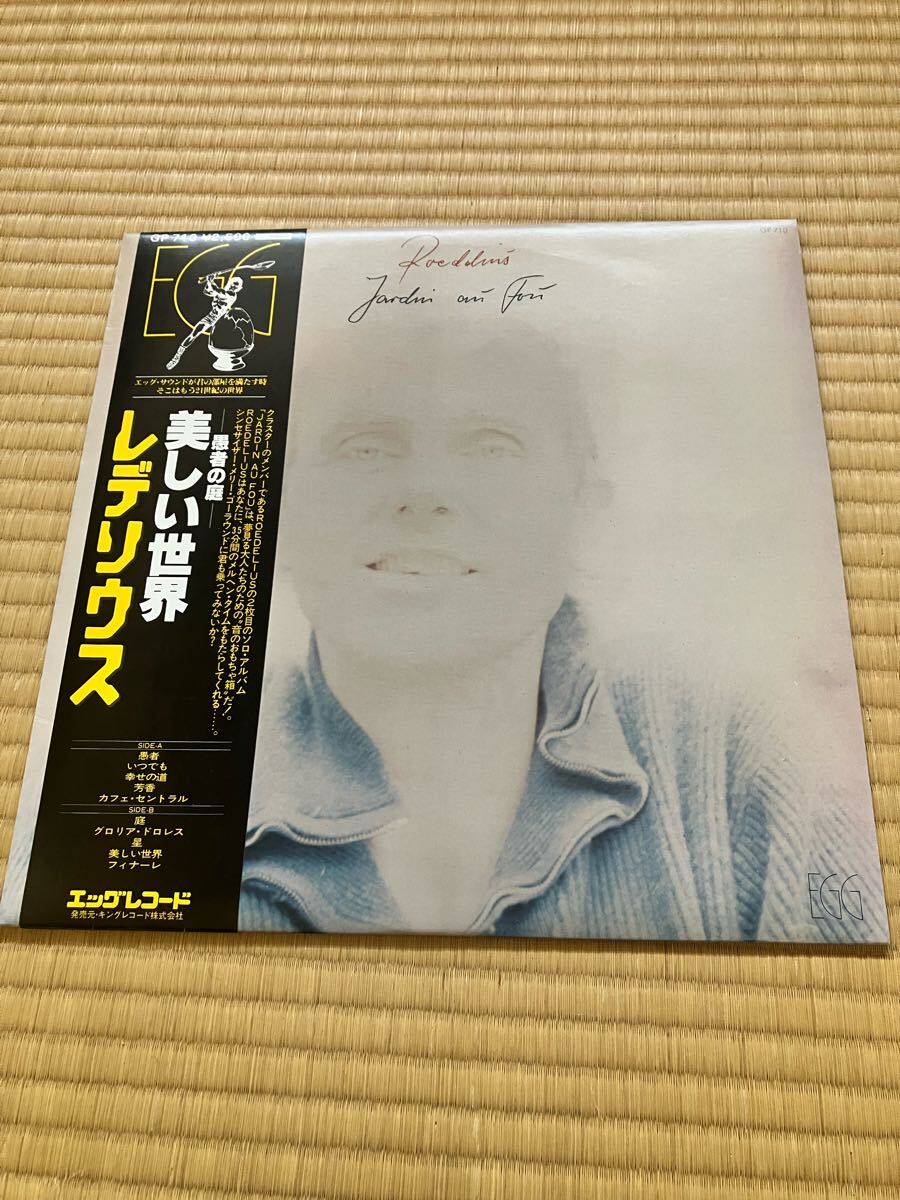 GP-710 ¥2,500
EGG
エッグ・サウンドが君の部屋を満たす時
そこはもう21世紀の世界
レデリウス
美しい世界
—愚者の庭—
クラスターのメンバーであるROEDELIUSの2枚目のソロ・アルバム
「JARDIN AU FOU」は、夢見る大人たちのための“音のおもちゃ箱”だ!。
ROEDELIUSはあなたに、35分間のメルヘン・タイムをもたらしてくれる……。
シンセサイザー・メリー・ゴーラウンドに君も乗ってみないか?
SIDE-A
愚者
いつでも
幸せの道
芳香
カフェ・セントラル
SIDE-B
庭
グロリア・ドロレス
星
美しい世界
フィナーレ
エッグレコード
発売元・キングレコード株式会社
GP 710
Roedelius
Jardin au Fou
EGG